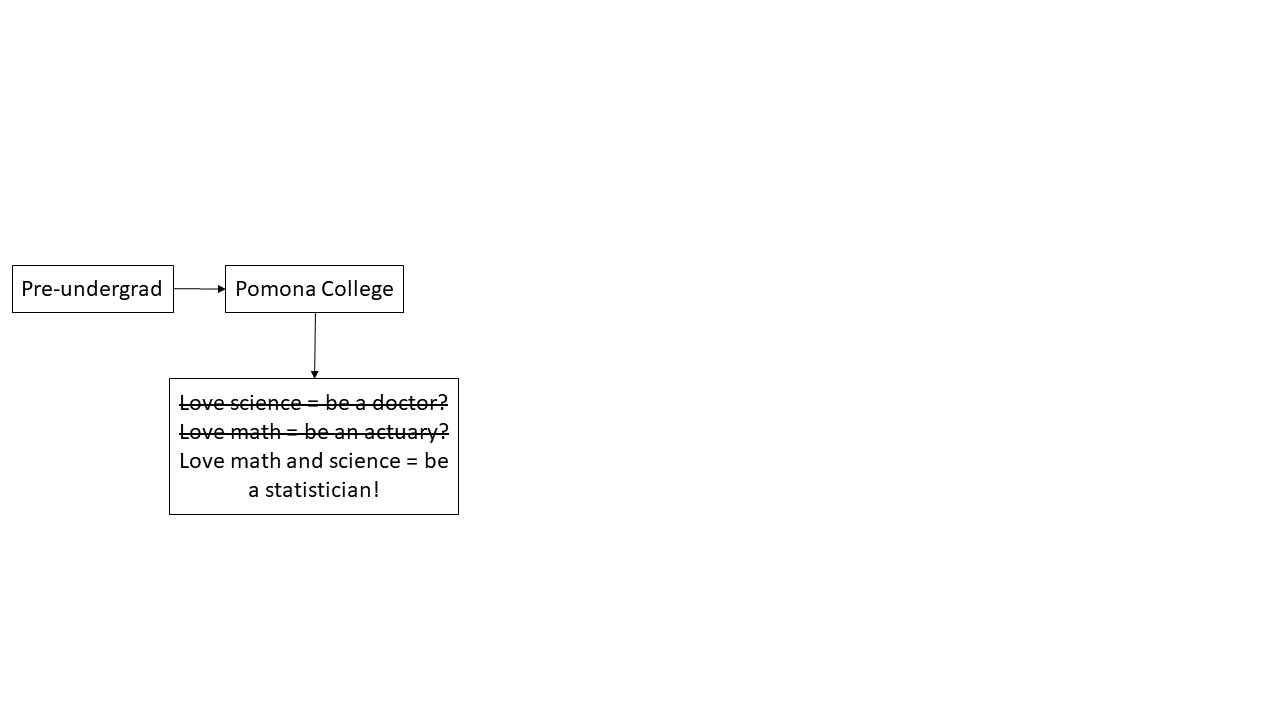 Pre-undergrad
Pomona College
Love science = be a doctor?
Love math = be an actuary?
Love math and science = be
a statistician!